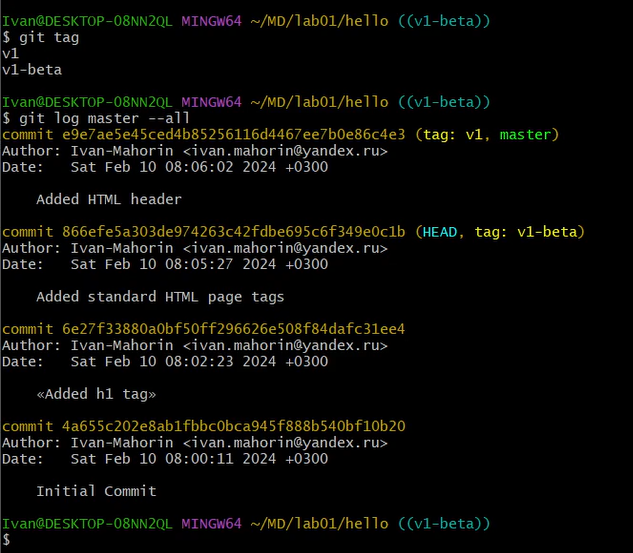 Ivan@DESKTOP-08NN2QL MINGW64 ~/MD/lab01/hello ((v1-beta))
$ git tag
v1
v1-beta
Ivan@DESKTOP-08NN2QL MINGW64 ~/MD/lab01/hello ((v1-beta))
$ git log master --all
commit e9e7ae5e45ced4b85256116d4467ee7b0e86c4e3 (tag: v1, master)
Author: Ivan-Mahorin <ivan.mahorin@yandex.ru>
Date:   Sat Feb 10 08:06:02 2024 +0300
Added HTML header
commit 866efe5a303de974263c42fdbe695c6f349e0c1b (HEAD, tag: v1-beta)
Author: Ivan-Mahorin <ivan.mahorin@yandex.ru>
Date:   Sat Feb 10 08:05:27 2024 +0300
Added standard HTML page tags
commit 6e27f33880a0bf50ff296626e508f84dafc31ee4
Author: Ivan-Mahorin <ivan.mahorin@yandex.ru>
Date:   Sat Feb 10 08:02:23 2024 +0300
«Added h1 tag»
commit 4a655c202e8ab1fbbc0bca945f888b540bf10b20
Author: Ivan-Mahorin <ivan.mahorin@yandex.ru>
Date:   Sat Feb 10 08:00:11 2024 +0300
Initial Commit
Ivan@DESKTOP-08NN2QL MINGW64 ~/MD/lab01/hello ((v1-beta))
$